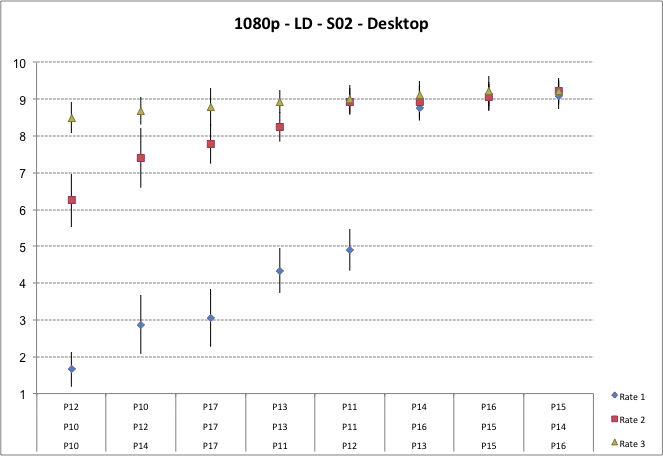 1080p - LD - S02 - Desktop
10
9
8
7
6
5
4
3
2
1
P12 P10 P17 P13 P11 P14 P16 P15
P10 P12 P17 P13 P11 P16 P15 P14
P10 P14 P17 P11 P12 P13 P15 P16
Rate 1
Rate 2
Rate 3